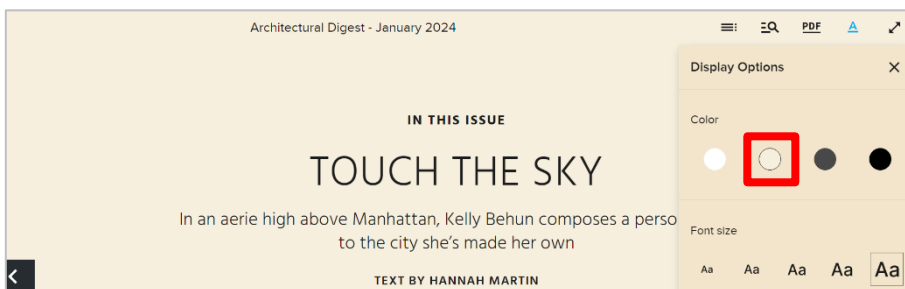 Architectural Digest - January 2024
PDF
A
Display Options
Color
Font size
Aa Aa Aa Aa Aa
IN THIS ISSUE
TOUCH THE SKY
In an aerie high above Manhattan, Kelly Behun composes a perso
to the city she's made her own
TEXT BY HANNAH MARTIN